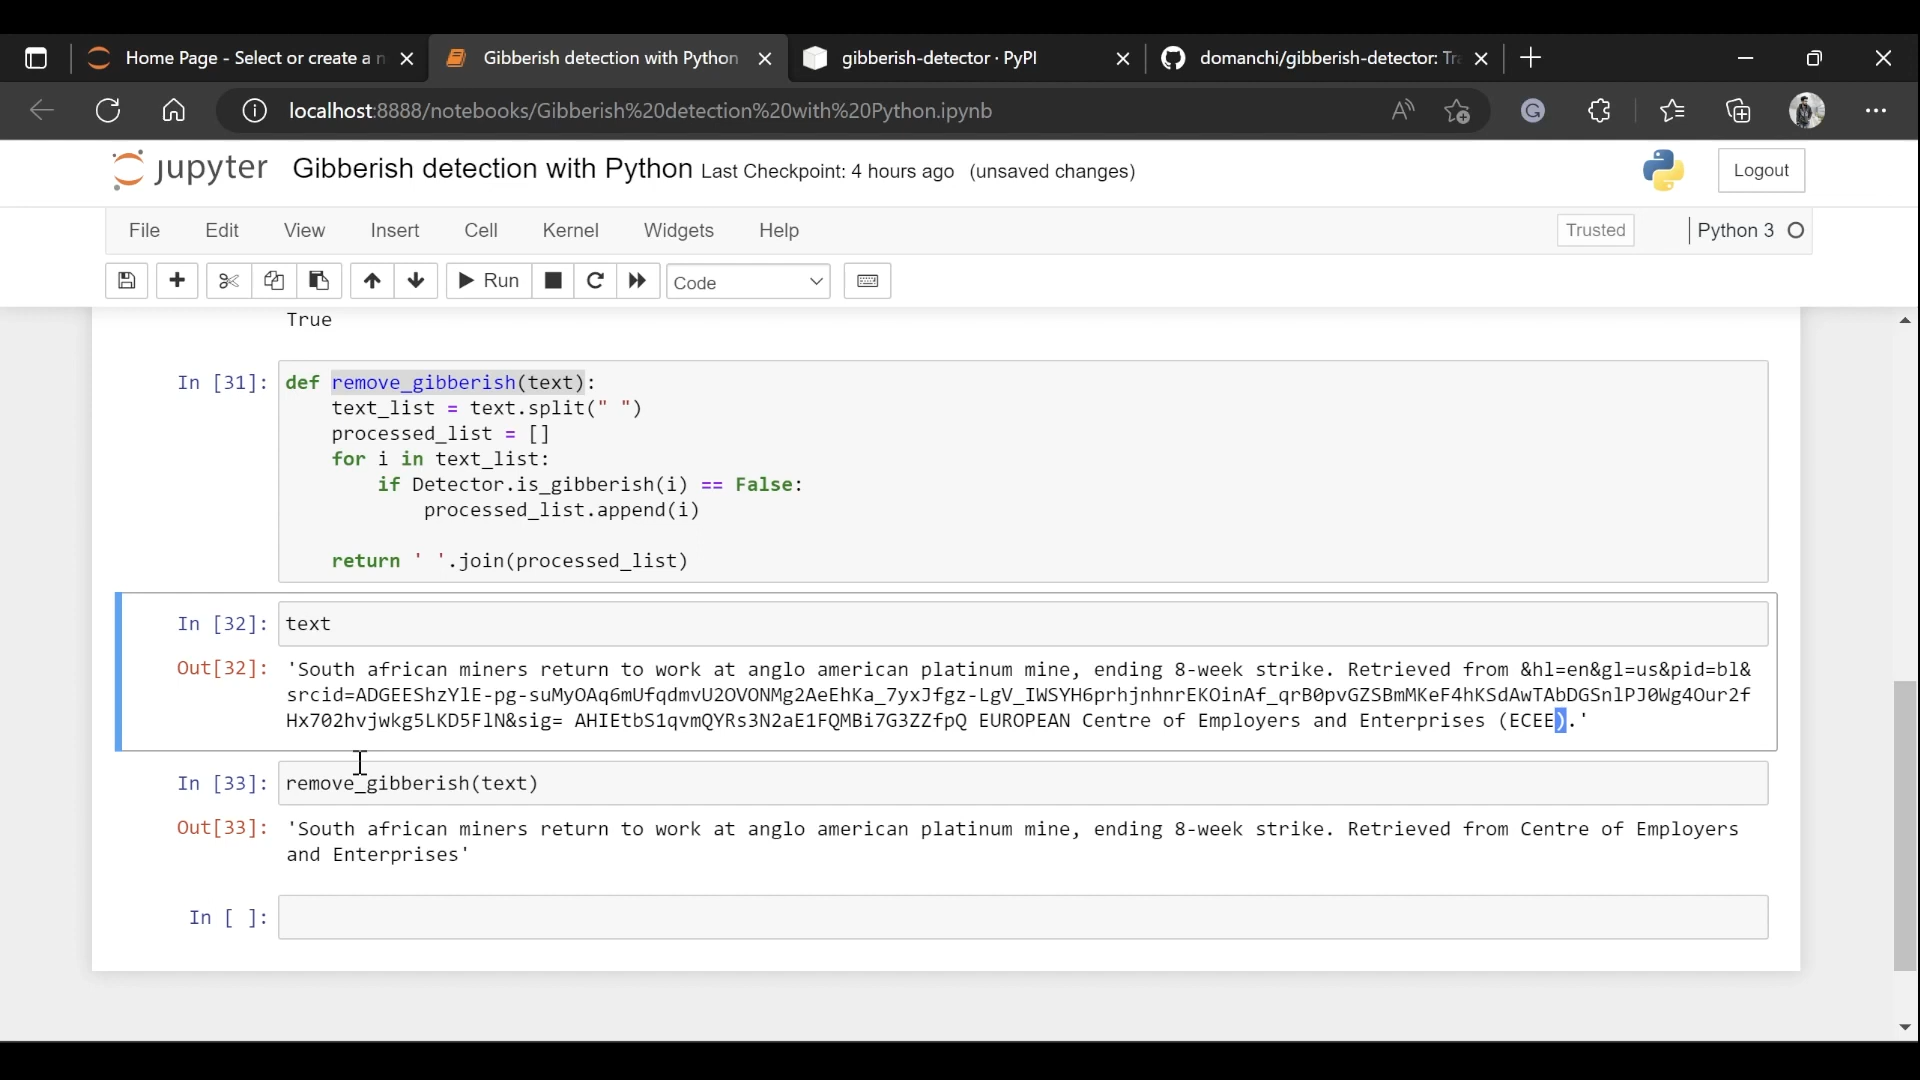 Home Page - Select or create a n
Gibberish detection with Python
gibberish-detector · PyPI
domanchi/gibberish-detector: Tra
localhost:8888/notebooks/Gibberish%20detection%20with%20Python.ipynb
jupyter Gibberish detection with Python Last Checkpoint: 4 hours ago (unsaved changes)
Logout
File Edit View Insert Cell Kernel Widgets Help
Trusted
Python 3
Run
Code
True
In [31]: def remove_gibberish(text):
text_list = text.split(" ")
processed_list = []
for i in text_list:
if Detector.is_gibberish(i) == False:
processed_list.append(i)
return ' '.join(processed_list)
In [32]: text
Out[32]: 'South african miners return to work at anglo american platinum mine, ending 8-week strike. Retrieved from &hl=en&gl=us&pid=bl&
srcid=ADGEEShzYlE-pg-suMyOAq6mUfqdmvU2OVONMg2AeEhKa_7yxJfgz-LgV_IWSYH6prhjnhnrEKOinAf_qrB0pvGZSBmMKeF4hKSdAwTAbDGSnlPJ0Wg4Our2f
Hx702hvjwkg5LKD5FlN&sig= AHIEtbS1qvmQYRs3N2aE1FQMBi7G3ZZfpQ EUROPEAN Centre of Employers and Enterprises (ECEE).'
In [33]: remove_gibberish(text)
Out[33]: 'South african miners return to work at anglo american platinum mine, ending 8-week strike. Retrieved from Centre of Employers
and Enterprises'
In [ ]: